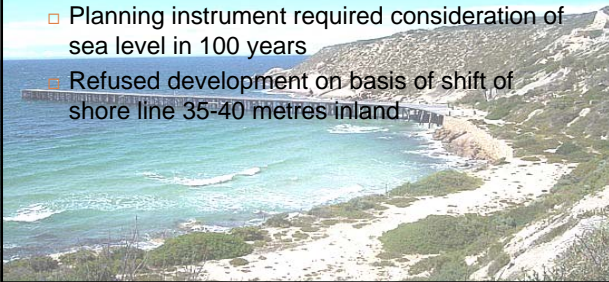 Planning instrument required consideration of
sea level in 100 years
Refused development on basis of shift of
shore line 35-40 metres inland